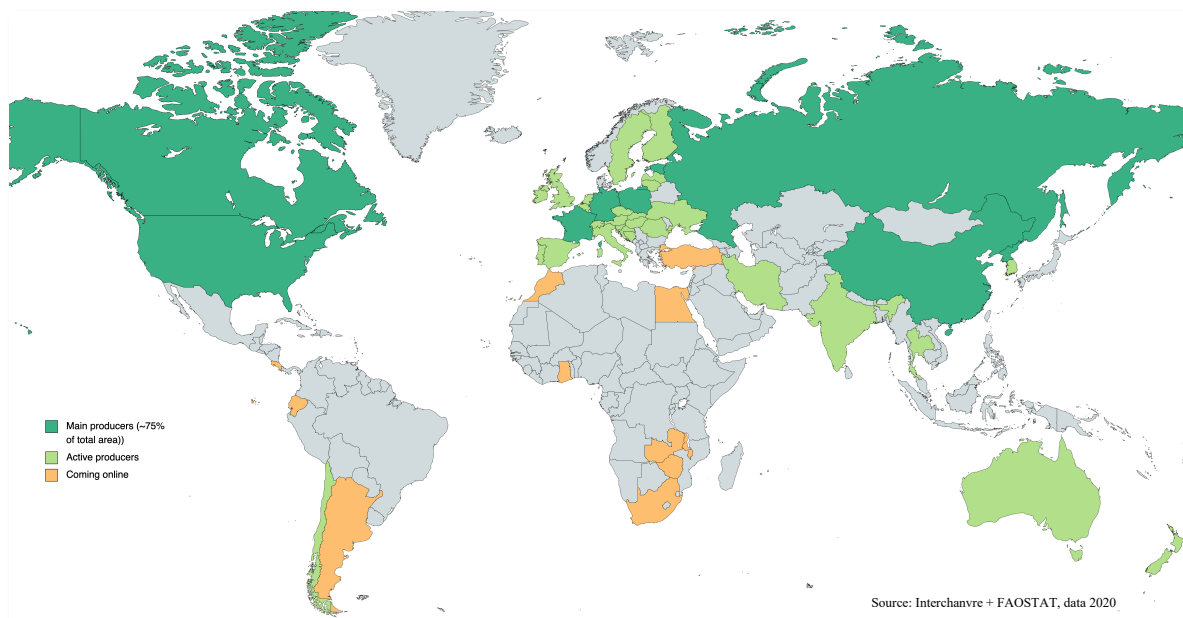 Main producers (~75%
of total area))
Active producers
Coming online
Source: Interchanvre + FAOSTAT, data 2020